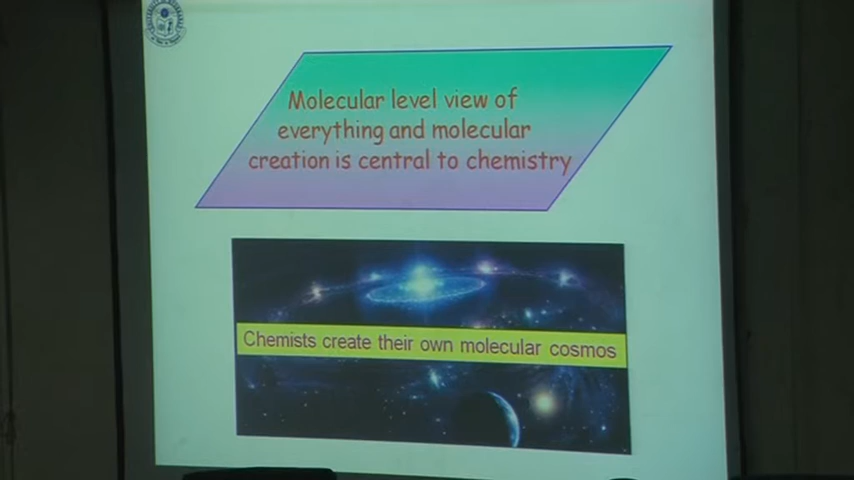 Molecular level view of
everything and molecular
creation is central to chemistry
Chemists create their own molecular cosmos